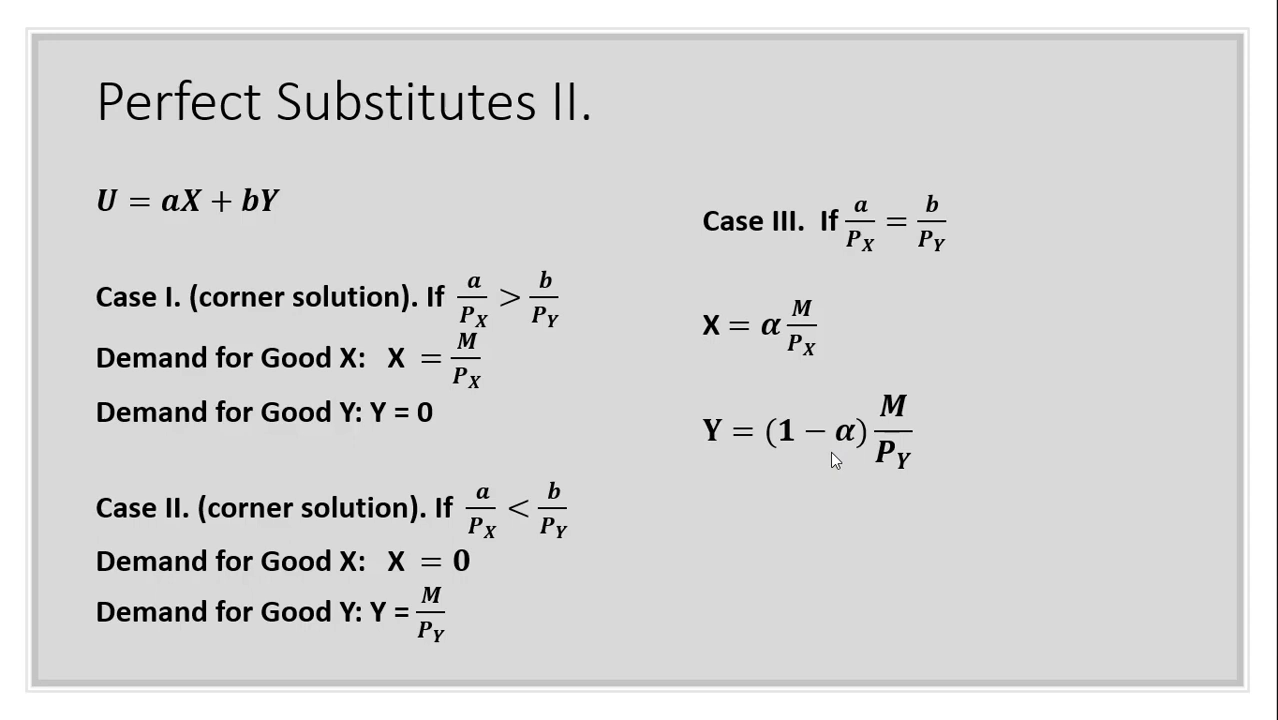 Perfect Substitutes II.
U = aX + bY
Case I. (corner solution). If a/P_X > b/P_Y
Demand for Good X: X = M/P_X
Demand for Good Y: Y = 0
Case II. (corner solution). If a/P_X < b/P_Y
Demand for Good X: X = 0
Demand for Good Y: Y = M/P_Y
Case III. If a/P_X = b/P_Y
X = α M/P_X
Y = (1 − α) M/P_Y